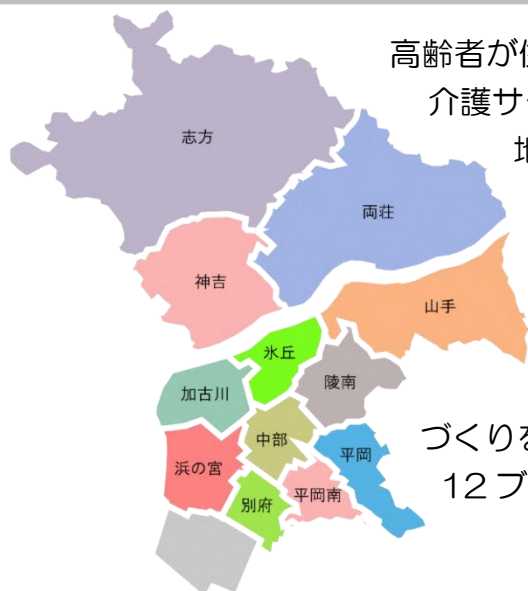 高齢者が
介護サ
志方
両荘
神吉
山手
氷丘
陵南
加古川
中部
づくりを
平岡
浜の宮
12ブ
平岡南
別府